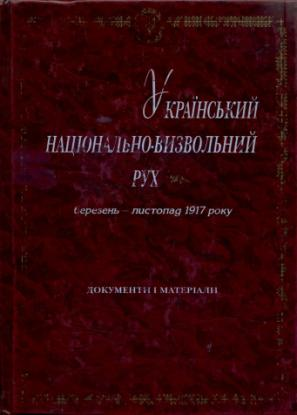 УКРАЇНСЬКИЙ
НАЦІОНАЛЬНО-ВИЗВОЛЬНИЙ
РУХ
березень – листопад 1917 року
ДОКУМЕНТИ І МАТЕРІАЛИ